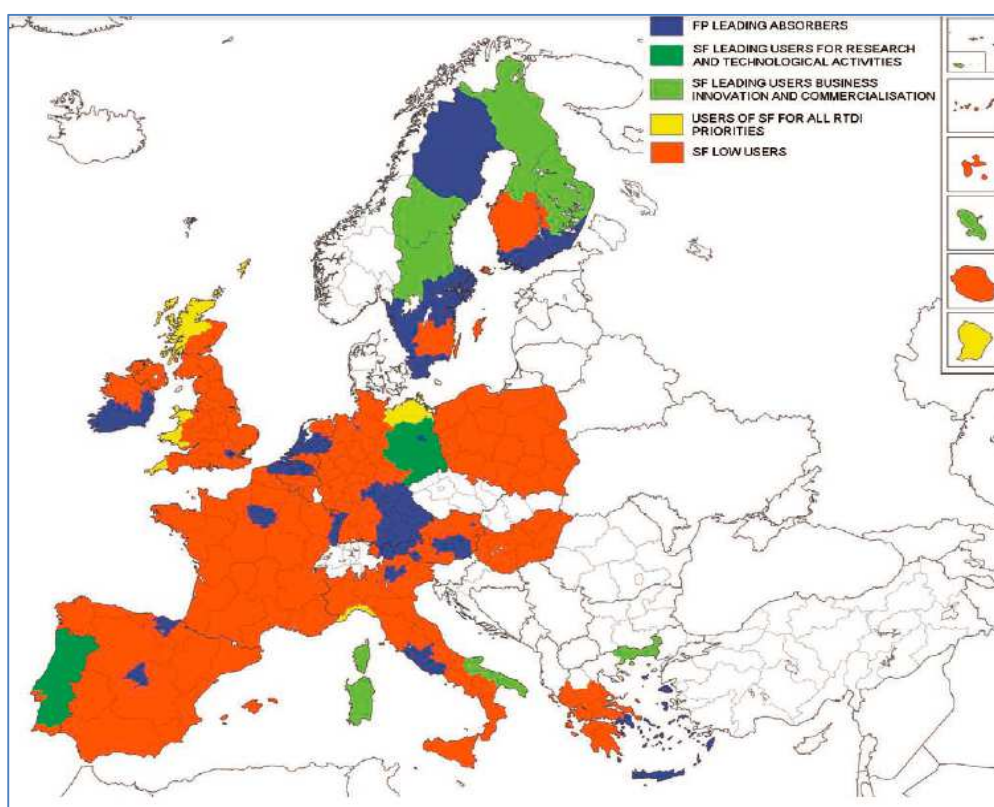 FP LEADING ABSORBERS
SF LEADING USERS FOR RESEARCH
AND TECHNOLOGICAL ACTIVITIES
SF LEADING USERS BUSINESS
INNOVATION AND COMMERCIALISATION
USERS OF SF FOR ALL RTDI
PRIORITIES
SF LOW USERS